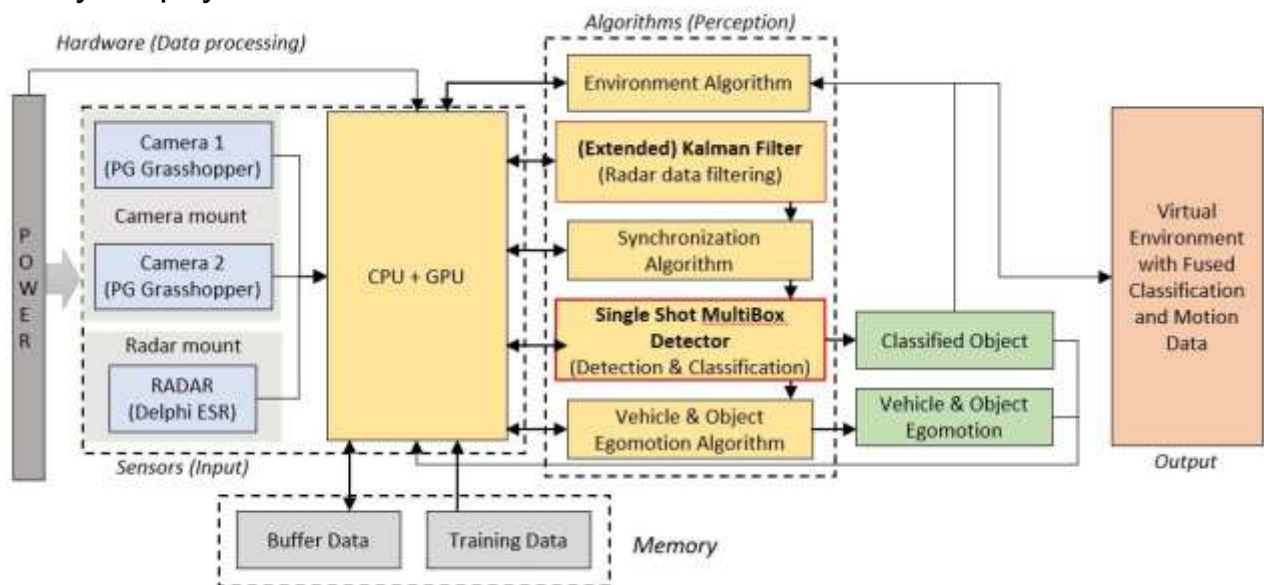 Algorithms (Perception)
Hardware (Data processing)
POWER
Camera 1
(PG Grasshopper)
Camera mount
Camera 2
(PG Grasshopper)
Radar mount
RADAR
(Delphi ESR)
Sensors (Input)
CPU + GPU
Environment Algorithm
(Extended) Kalman Filter
(Radar data filtering)
Synchronization
Algorithm
Single Shot MultiBox
Detector
(Detection & Classification)
Vehicle & Object
Egomotion Algorithm
Classified Object
Vehicle & Object
Egomotion
Virtual
Environment
with Fused
Classification
and Motion
Data
Output
Buffer Data
Training Data
Memory